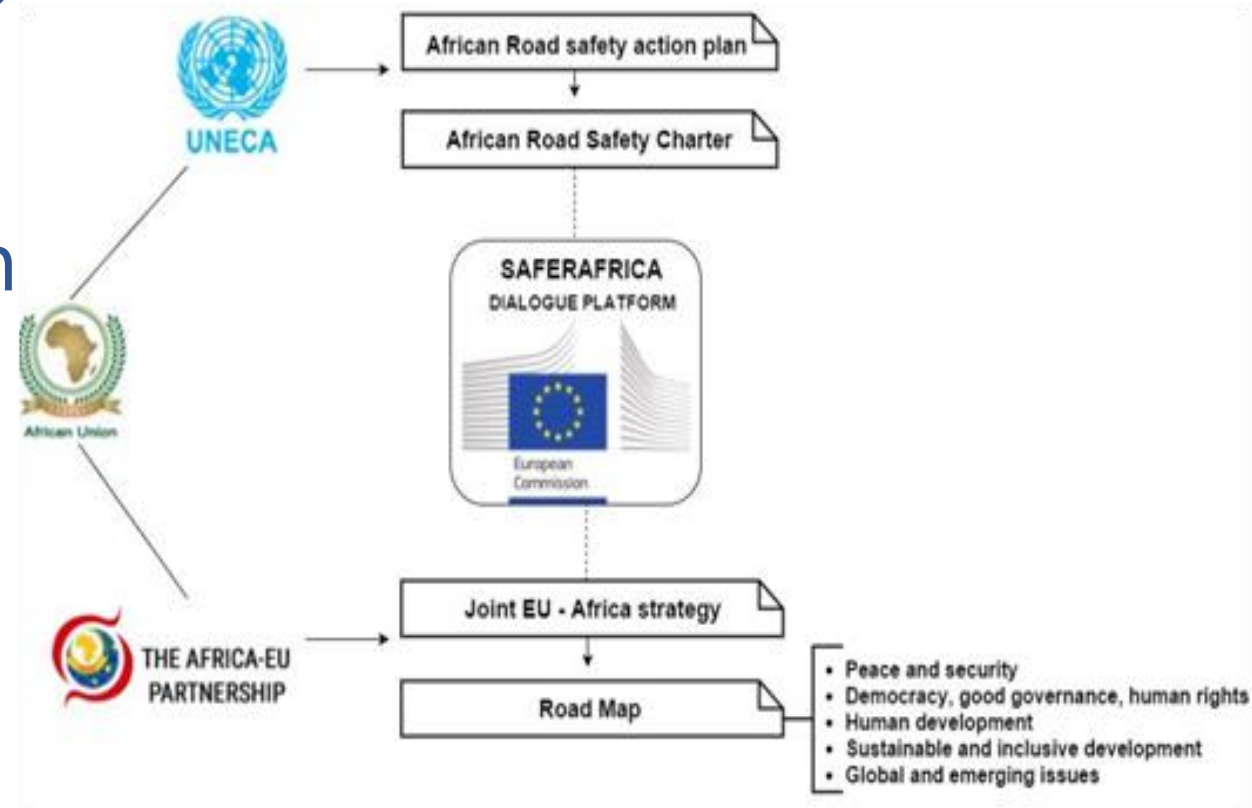 African Road safety action plan
UNECA
African Road Safety Charter
n
SAFERAFRICA
DIALOGUE PLATFORM
African Union
European
Commission
Joint EU - Africa strategy
THE AFRICA-EU
PARTNERSHIP
Road Map
• Peace and security
• Democracy, good governance, human rights
• Human development
• Sustainable and inclusive development
• Global and emerging issues